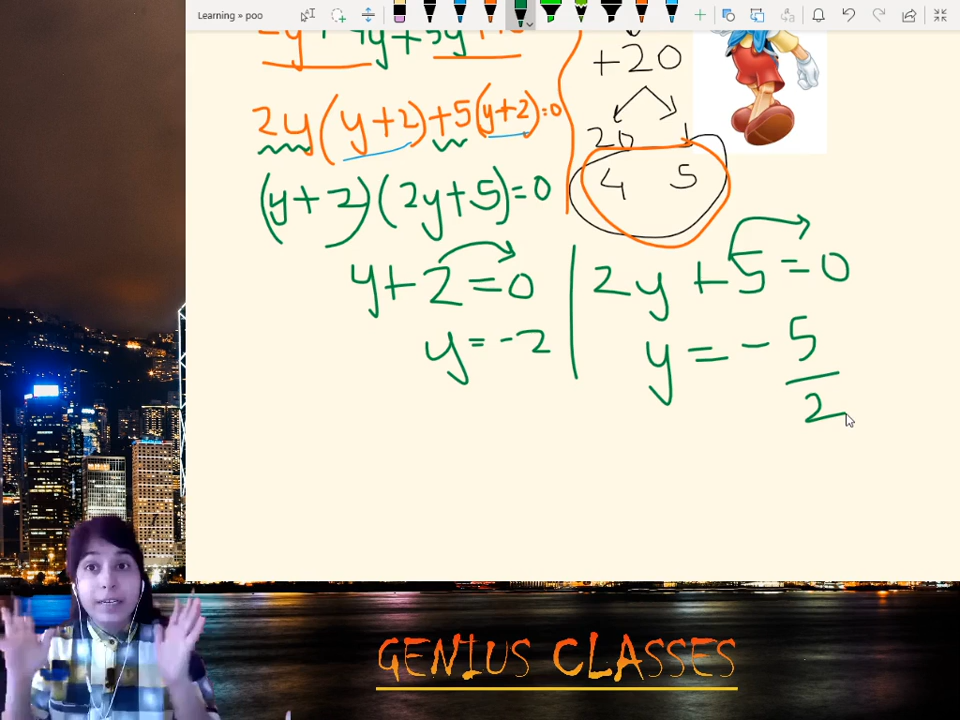 Learning » poo
2y(y+2)+5(y+2)=0
(y+2)(2y+5)=0
y+2=0
y=-2
+20
20
4 5
2y+5=0
y=-5/2
GENIUS CLASSES